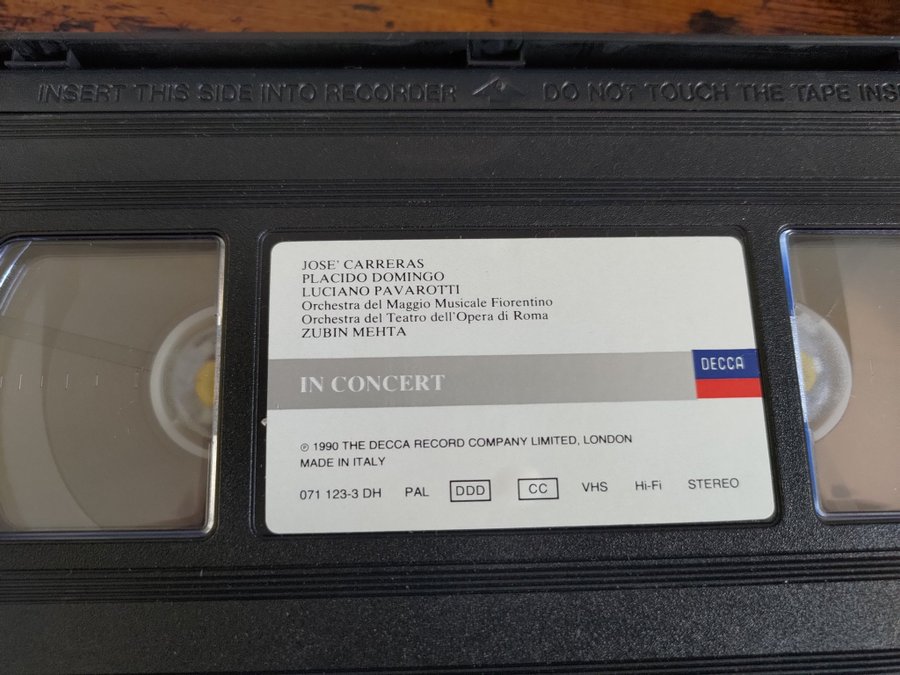 INSERT THIS SIDE INTO RECORDER DO NOT TOUCH THE TAPE INS
JOSE' CARRERAS
PLACIDO DOMINGO
LUCIANO PAVAROTTI
Orchestra del Maggio Musicale Fiorentino
Orchestra del Teatro dell'Opera di Roma
ZUBIN MEHTA
IN CONCERT
DECCA
℗ 1990 THE DECCA RECORD COMPANY LIMITED, LONDON
MADE IN ITALY
071 123-3 DH PAL DDD CC VHS Hi-Fi STEREO